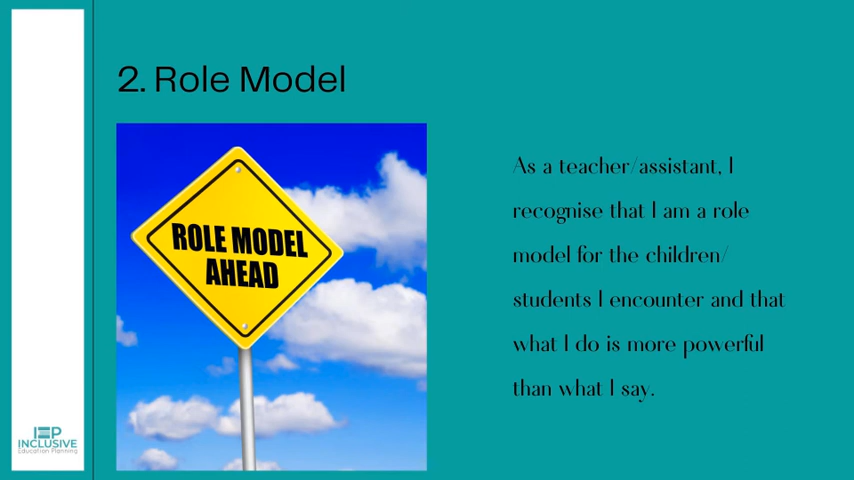 2. Role Model
ROLE MODEL
AHEAD
As a teacher/assistant, I
recognise that I am a role
model for the children/
students I encounter and that
what I do is more powerful
than what I say.
IEP
INCLUSIVE
Education Planning